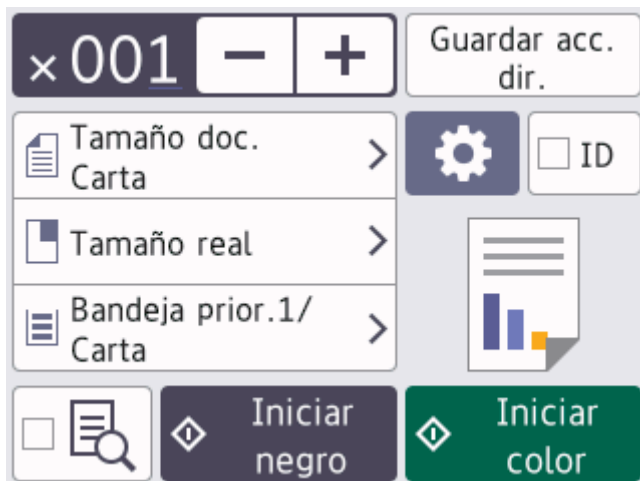 ×001 − +
Guardar acc.
dir.
Tamaño doc.
Carta
ID
Tamaño real
Bandeja prior.1/
Carta
Iniciar
negro
Iniciar
color